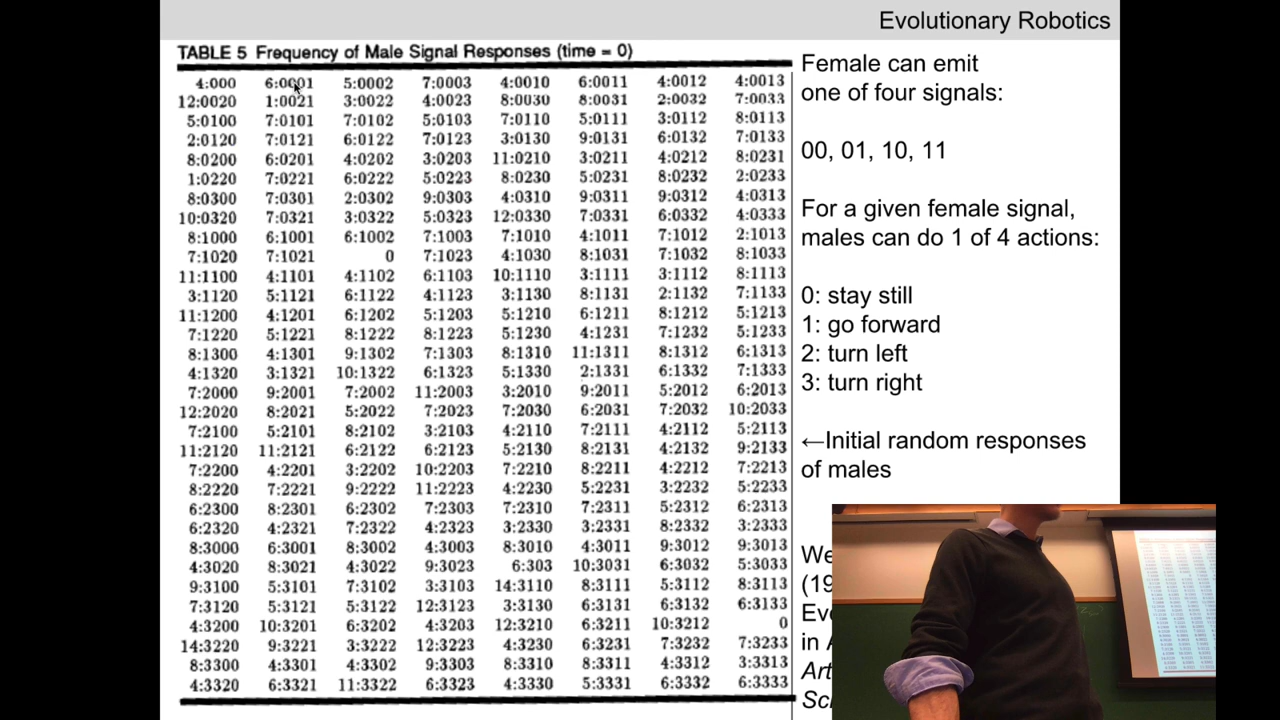 Evolutionary Robotics
TABLE 5 Frequency of Male Signal Responses (time = 0)
4:000 6:0001 5:0002 7:0003 4:0010 6:0011 4:0012 4:0013
12:0020 1:0021 3:0022 4:0023 8:0030 8:0031 2:0032 7:0033
5:0100 7:0101 7:0102 5:0103 7:0110 5:0111 3:0112 8:0113
2:0120 7:0121 6:0122 7:0123 3:0130 9:0131 6:0132 7:0133
8:0200 6:0201 4:0202 3:0203 11:0210 3:0211 4:0212 8:0231
1:0220 7:0221 6:0222 5:0223 8:0230 5:0231 8:0232 2:0233
8:0300 7:0301 2:0302 9:0303 4:0310 9:0311 9:0312 4:0313
10:0320 7:0321 3:0322 5:0323 12:0330 7:0331 6:0332 4:0333
8:1000 6:1001 6:1002 7:1003 7:1010 4:1011 7:1012 2:1013
7:1020 7:1021 0 7:1023 4:1030 8:1031 7:1032 8:1033
11:1100 4:1101 4:1102 6:1103 10:1110 3:1111 3:1112 8:1113
3:1120 5:1121 6:1122 4:1123 3:1130 8:1131 2:1132 7:1133
11:1200 4:1201 6:1202 5:1203 5:1210 6:1211 8:1212 5:1213
7:1220 5:1221 8:1222 8:1223 5:1230 4:1231 7:1232 5:1233
8:1300 4:1301 9:1302 7:1303 8:1310 11:1311 8:1312 6:1313
4:1320 3:1321 10:1322 6:1323 5:1330 2:1331 6:1332 7:1333
7:2000 9:2001 7:2002 11:2003 3:2010 9:2011 5:2012 6:2013
12:2020 8:2021 5:2022 7:2023 7:2030 6:2031 7:2032 10:2033
7:2100 5:2101 8:2102 3:2103 4:2110 7:2111 4:2112 5:2113
11:2120 11:2121 6:2122 6:2123 5:2130 8:2131 4:2132 9:2133
7:2200 4:2201 3:2202 10:2203 7:2210 8:2211 4:2212 7:2213
8:2220 7:2221 9:2222 11:2223 4:2230 5:2231 3:2232 5:2233
6:2300 8:2301 6:2302 7:2303 7:2310 7:2311 5:2312 6:2313
6:2320 4:2321 7:2322 4:2323 3:2330 3:2331 8:2332 3:2333
8:3000 6:3001 8:3002 4:3003 8:3010 4:3011 9:3012 9:3013
4:3020 8:3021 4:3022 9:3023 6:303 10:3031 6:3032 5:3033
9:3100 5:3101 7:3102 3:3103 11:3110 9:3111 5:3112 5:3113
7:3120 5:3121 5:3122 12:3123 6:3130 6:3131 6:3132 6:3133
4:3200 10:3201 6:3202 4:3203 8:3210 6:3211 10:3212 0
14:3220 9:3221 3:3222 12:3223 3231 7:3232 7:3233
8:3300 4:3301 4:3302 9:3303 4:3310 8:3311 4:3312 3:3313
4:3320 6:3321 11:3322 6:3323 4:3330 5:3331 6:3332 6:3333
Female can emit
one of four signals:
00, 01, 10, 11
For a given female signal,
males can do 1 of 4 actions:
0: stay still
1: go forward
2: turn left
3: turn right
←Initial random responses
of males
We
(19
Evo
in A
Art
Sci